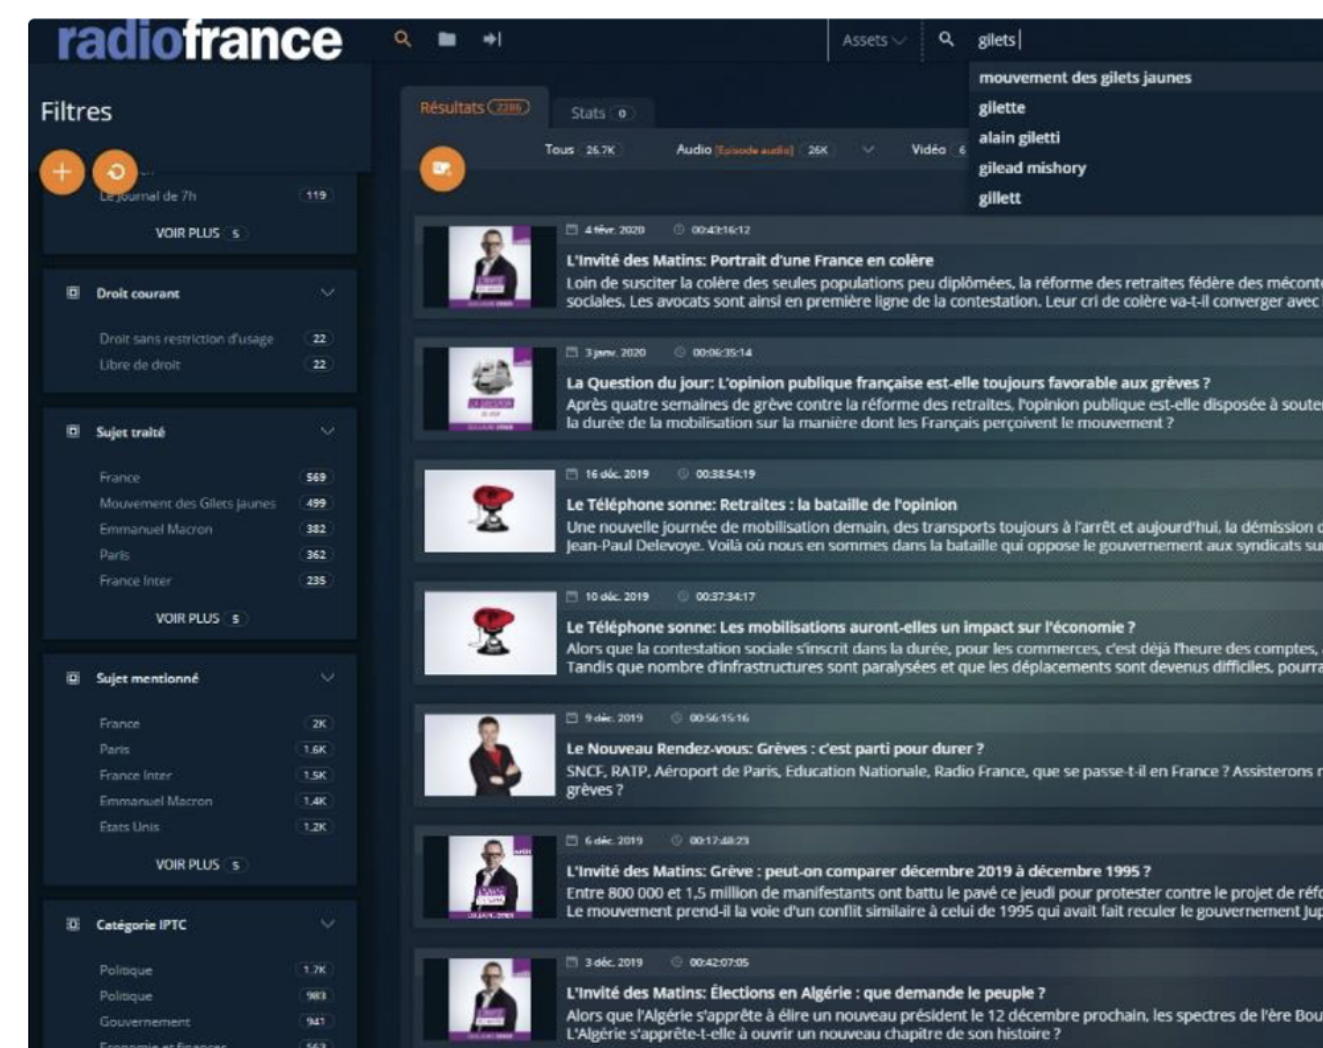 radiofrance
Assets
gilets
mouvement des gilets jaunes
gilette
alain giletti
gilead mishory
gillett
Filtres
Le Journal de 7h 119
VOIR PLUS 5
Droit courant
Droit sans restriction d'usage 22
Libre de droit 22
Sujet traité
France 569
Mouvement des Gilets Jaunes 499
Emmanuel Macron 382
Paris 362
France Inter 235
VOIR PLUS 5
Sujet mentionné
France 2K
Paris 1.6K
France Inter 1.5K
Emmanuel Macron 1.4K
Etats Unis 1.2K
VOIR PLUS 5
Catégorie IPTC
Politique 1.7K
Politique 983
Gouvernement 941
Economie et finances 563
Résultats 2286
Stats 0
Tous 26.7K Audio [Episode audio] 26K Vidéo 6
4 févr. 2020 00:43:16:12
L'Invité des Matins: Portrait d'une France en colère
Loin de susciter la colère des seules populations peu diplômées, la réforme des retraites fédère des méconte
sociales. Les avocats sont ainsi en première ligne de la contestation. Leur cri de colère va-t-il converger avec
3 janv. 2020 00:06:35:14
La Question du jour: L'opinion publique française est-elle toujours favorable aux grèves ?
Après quatre semaines de grève contre la réforme des retraites, l'opinion publique est-elle disposée à souter
la durée de la mobilisation sur la manière dont les Français perçoivent le mouvement ?
16 déc. 2019 00:38:54:19
Le Téléphone sonne: Retraites : la bataille de l'opinion
Une nouvelle journée de mobilisation demain, des transports toujours à l'arrêt et aujourd'hui, la démission d
Jean-Paul Delevoye. Voilà où nous en sommes dans la bataille qui oppose le gouvernement aux syndicats sur
10 déc. 2019 00:37:34:17
Le Téléphone sonne: Les mobilisations auront-elles un impact sur l'économie ?
Alors que la contestation sociale s'inscrit dans la durée, pour les commerces, c'est déjà l'heure des comptes,
Tandis que nombre d'infrastructures sont paralysées et que les déplacements sont devenus difficiles, pourra
9 déc. 2019 00:56:15:16
Le Nouveau Rendez-vous: Grèves : c'est parti pour durer ?
SNCF, RATP, Aéroport de Paris, Education Nationale, Radio France, que se passe-t-il en France ? Assisterons n
grèves ?
6 déc. 2019 00:17:48:23
L'Invité des Matins: Grève : peut-on comparer décembre 2019 à décembre 1995 ?
Entre 800 000 et 1,5 million de manifestants ont battu le pavé ce jeudi pour protester contre le projet de réfo
Le mouvement prend-il la voie d'un conflit similaire à celui de 1995 qui avait fait reculer le gouvernement Jup
3 déc. 2019 00:42:07:05
L'Invité des Matins: Élections en Algérie : que demande le peuple ?
Alors que l'Algérie s'apprête à élire un nouveau président le 12 décembre prochain, les spectres de l'ère Bou
L'Algérie s'apprête-t-elle à ouvrir un nouveau chapitre de son histoire ?